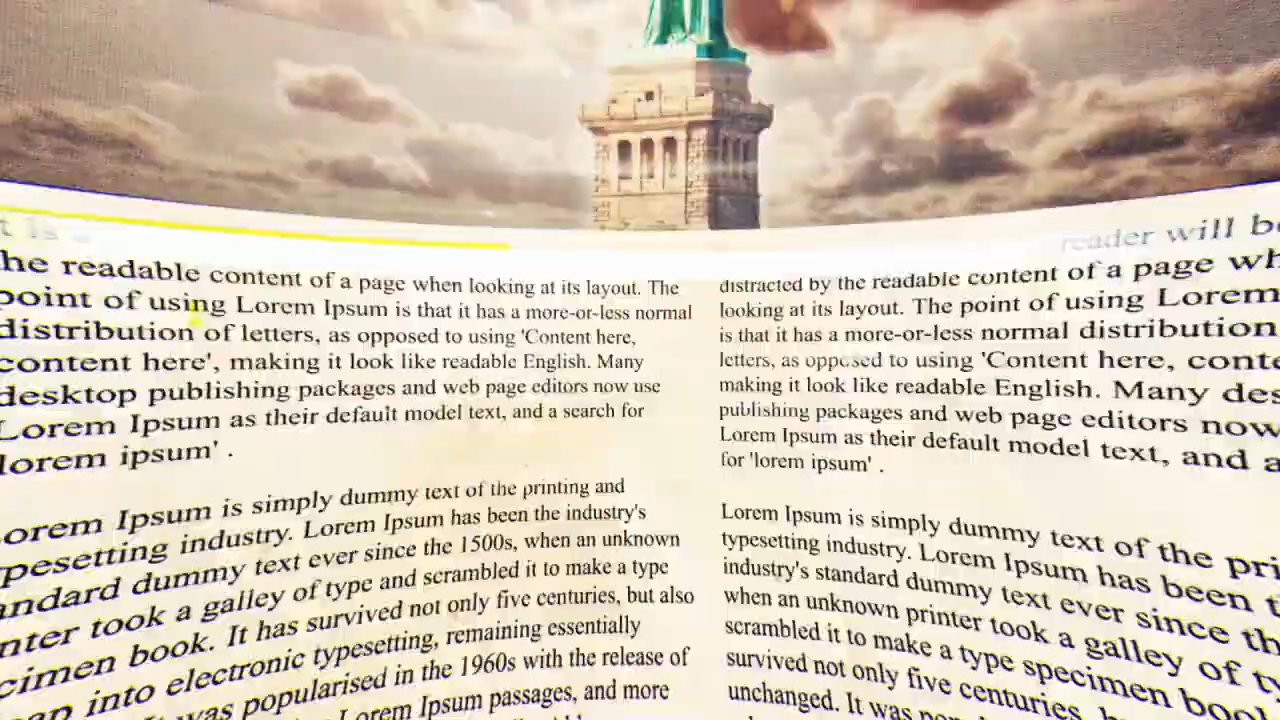 t is
the readable content of a page when looking at its layout. The
point of using Lorem Ipsum is that it has a more-or-less normal
distribution of letters, as opposed to using 'Content here,
content here', making it look like readable English. Many
desktop publishing packages and web page editors now use
Lorem Ipsum as their default model text, and a search for
lorem ipsum' .
orem Ipsum is simply dummy text of the printing and
ypesetting industry. Lorem Ipsum has been the industry's
andard dummy text ever since the 1500s, when an unknown
nter took a galley of type and scrambled it to make a type
cimen book. It has survived not only five centuries, but also
ap into electronic typesetting, remaining essentially
It was popularised in the 1960s with the release of
Lorem Ipsum passages, and more
reader will be
distracted by the readable content of a page wh
looking at its layout. The point of using Lorem
is that it has a more-or-less normal distribution
letters, as opposed to using 'Content here, conte
making it look like readable English. Many des
publishing packages and web page editors now
Lorem Ipsum as their default model text, and a
for 'lorem ipsum' .
Lorem Ipsum is simply dummy text of the pri
typesetting industry. Lorem Ipsum has been t
industry's standard dummy text ever since th
when an unknown printer took a galley of ty
scrambled it to make a type specimen book
survived not only five centuries, b
unchanged. It was pop